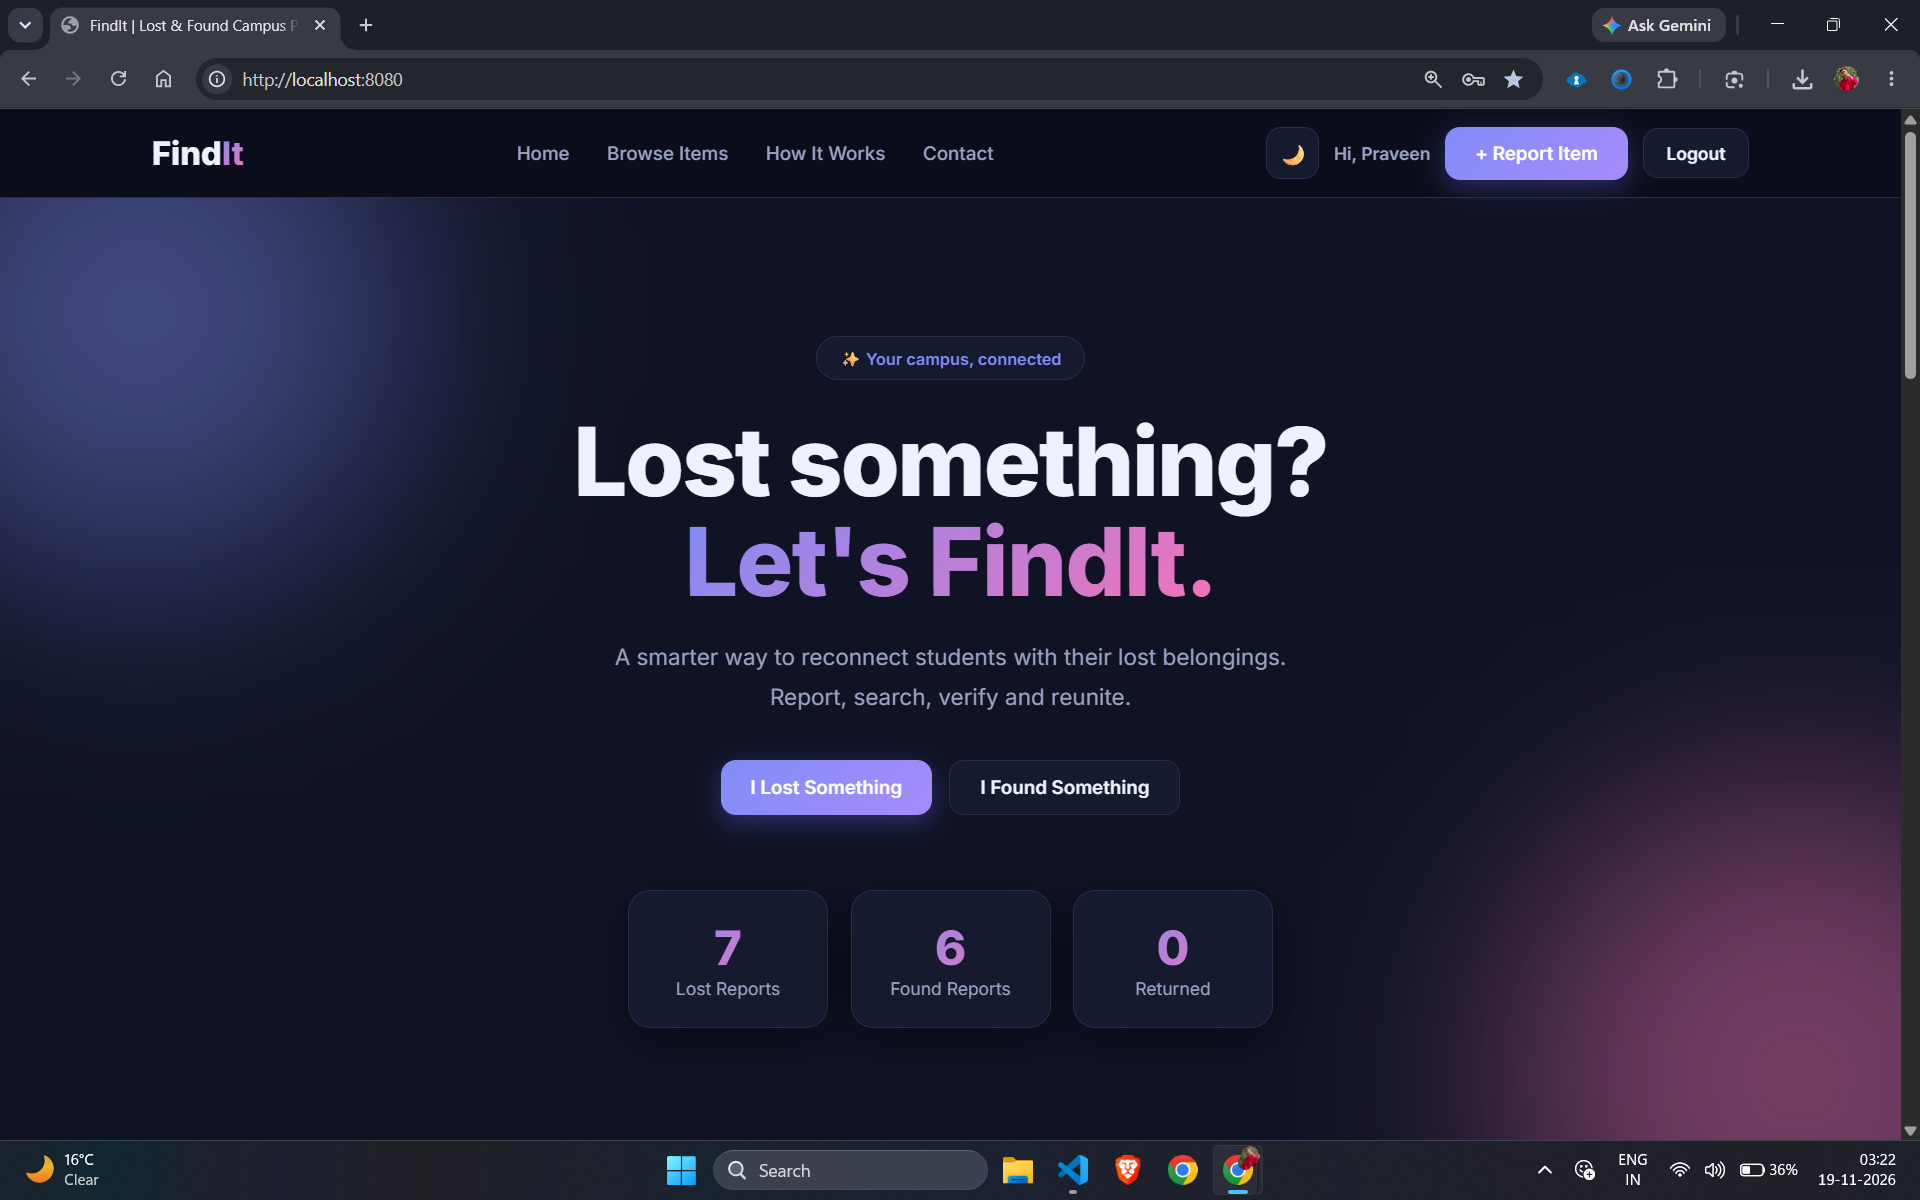 FindIt | Lost & Found Campus P
Ask Gemini
http://localhost:8080
FindIt
Home
Browse Items
How It Works
Contact
Hi, Praveen
+ Report Item
Logout
✨ Your campus, connected
Lost something?
Let's FindIt.
A smarter way to reconnect students with their lost belongings.
Report, search, verify and reunite.
I Lost Something
I Found Something
7
Lost Reports
6
Found Reports
0
Returned
16°C
Clear
Search
ENG
IN
36%
03:22
19-11-2026